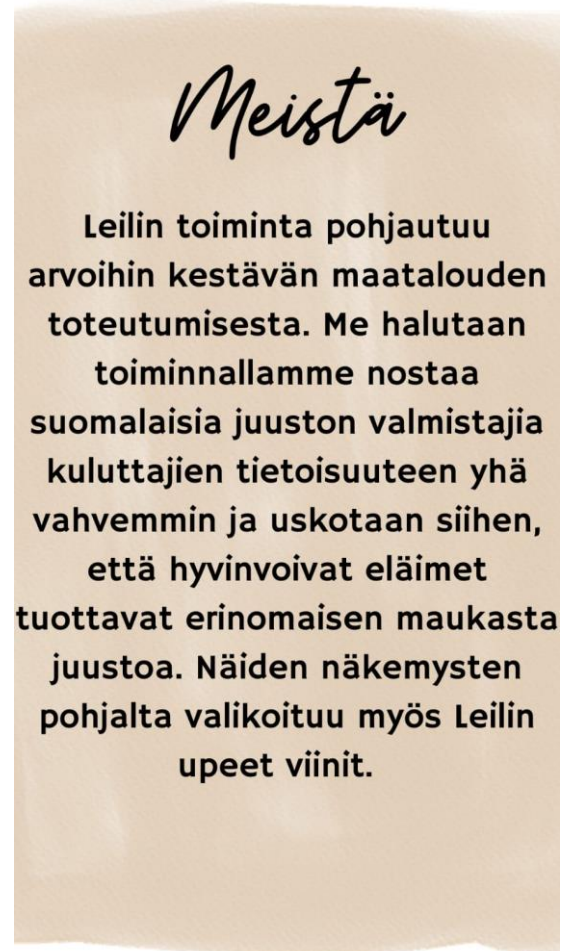 Meistä
Leilin toiminta pohjautuu
arvoihin kestävän maatalouden
toteutumisesta. Me halutaan
toiminnallamme nostaa
suomalaisia juuston valmistajia
kuluttajien tietoisuuteen yhä
vahvemmin ja uskotaan siihen,
että hyvinvoivat eläimet
tuottavat erinomaisen maukasta
juustoa. Näiden näkemysten
pohjalta valikoituu myös Leilin
upeet viinit.